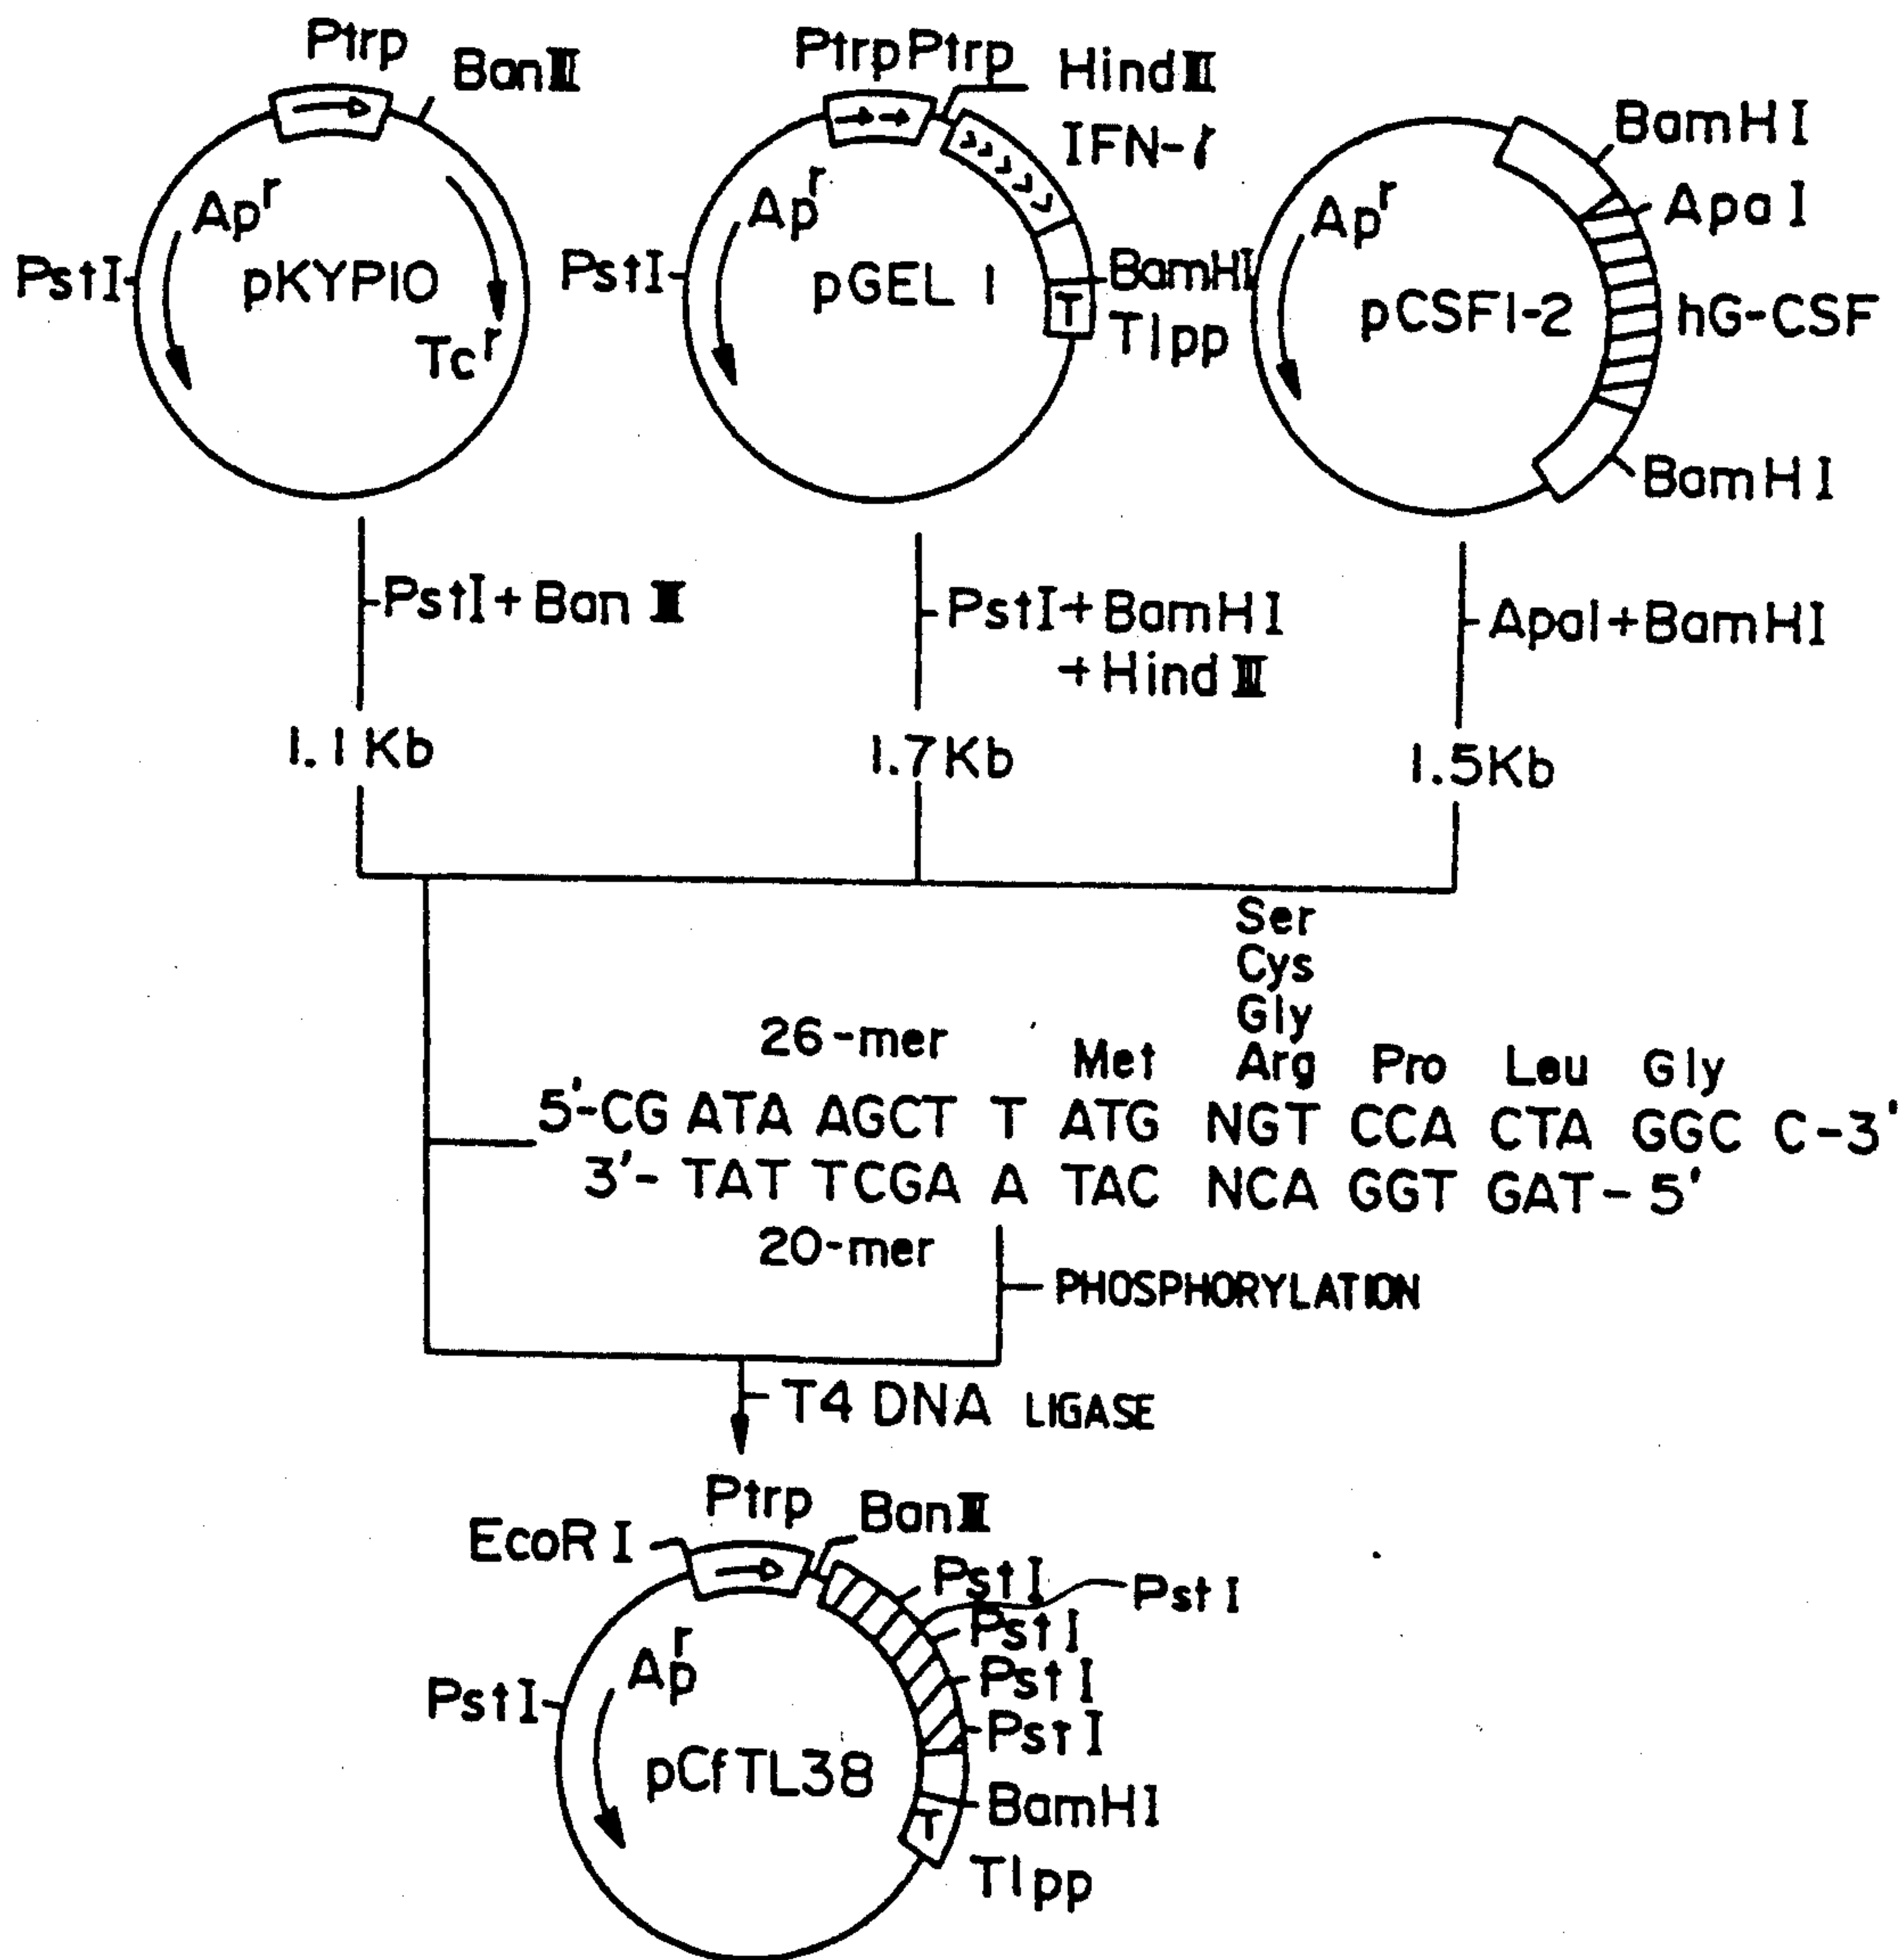 Ptrp
BanIII
Apr
PstI
pKYP10
Tcr
PtrpPtrp
HindIII
IFN-γ
Apr
PstI
pGEL 1
BamHI
T
Tlpp
BamHI
ApaI
Apr
pCSF1-2
hG-CSF
BamHI
PstI+BanIII
PstI+BamHI
+HindIII
ApaI+BamHI
1.1Kb
1.7Kb
1.5Kb
Ser
Cys
Gly
26-mer
Met Arg Pro Leu Gly
5'-CG ATA AGCT T ATG NGT CCA CTA GGC C-3'
3'- TAT TCGA A TAC NCA GGT GAT-5'
20-mer
PHOSPHORYLATION
T4 DNA LIGASE
Ptrp
BanIII
EcoRI
PstI
PstI
PstI
Apr
PstI
PstI
PstI
pCfTL38
BamHI
T
Tlpp